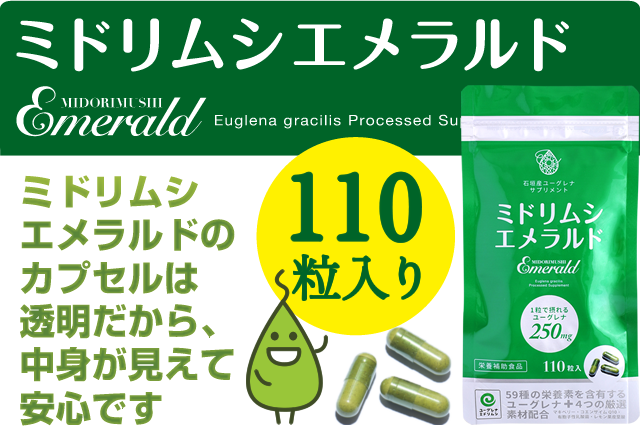 ミドリムシエメラルド
MIDORIMUSHI
Emerald
Euglena gracilis Processed Su
ミドリムシ
エメラルドの
カプセルは
透明だから、
中身が見えて
安心です
110
粒入り
石垣産ユーグレナ
サプリメント
ミドリムシ
エメラルド
MIDORIMUSHI
Emerald
Euglena gracilis
Processed Supplement
1粒で摂れる
ユーグレナ
250mg
栄養補助食品
110粒入
59種の栄養素を含有する
ユーグレナ+4つの厳選
素材配合